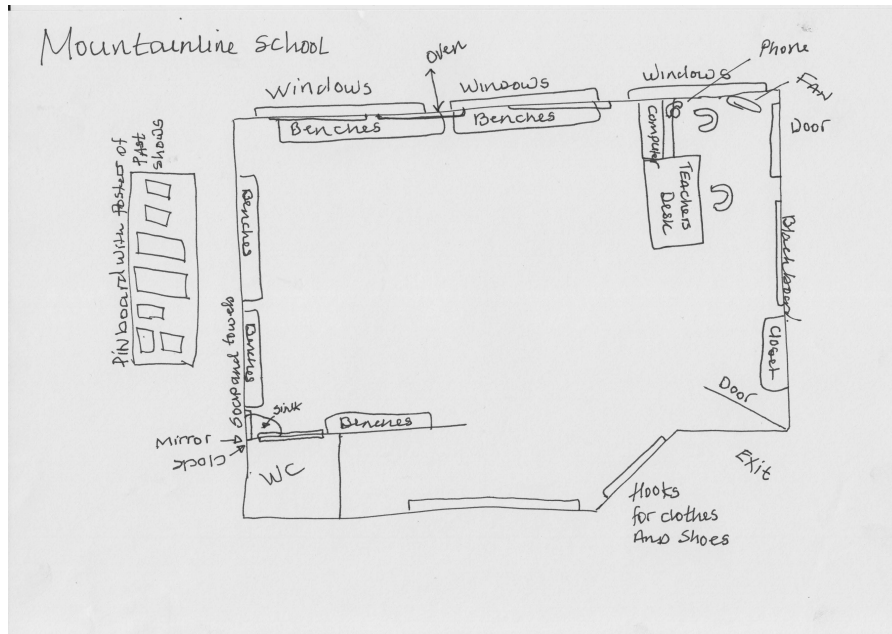 Mountainline school
Oven
Phone
Windows
Windows
Windows
FAN
Benches
Benches
Computer
Door
Pinboard with Posters of
PAst
shows
Benches
TEAchers
Desk
Blackboard
Soap and towels
Benches
closet
sink
Benches
Door
Mirror
clock
WC
Exit
Hooks
for clothes
And Shoes